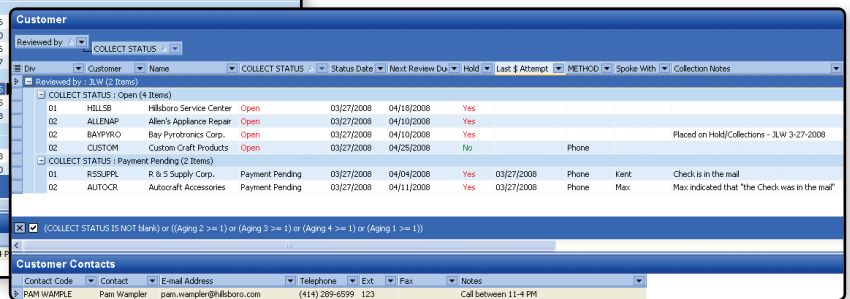 Customer
Reviewed by
COLLECT STATUS
Div Customer Name COLLECT STATUS Status Date Next Review Du Hold Last $ Attempt METHOD Spoke With Collection Notes
Reviewed by : JLW (2 Items)
COLLECT STATUS : Open (4 Items)
01 HILLSB Hillsboro Service Center Open 03/27/2008 04/18/2008 Yes
02 ALLENAP Allen's Appliance Repair Open 03/27/2008 04/10/2008 Yes
02 BAYPYRO Bay Pyrotronics Corp. Open 03/27/2008 04/10/2008 Yes Placed on Hold/Collections - JLW 3-27-2008
02 CUSTOM Custom Craft Products Open 03/27/2008 04/25/2008 No Phone
COLLECT STATUS : Payment Pending (2 Items)
01 RSSUPPL R & S Supply Corp. Payment Pending 03/27/2008 04/04/2008 Yes 03/27/2008 Phone Kent Check is in the mail
02 AUTOCR Autocraft Accessories Payment Pending 03/27/2008 04/11/2008 Yes 03/27/2008 Phone Max Max indicated that "the Check was in the mail"
(COLLECT STATUS IS NOT blank) or ((Aging 2 >= 1) or (Aging 3 >= 1) or (Aging 4 >= 1) or (Aging 1 >= 1))
Customer Contacts
Contact Code Contact E-mail Address Telephone Ext Fax Notes
PAM WAMPLE Pam Wampler pam.wampler@hillsboro.com (414) 289-6599 123 Call between 11-4 PM